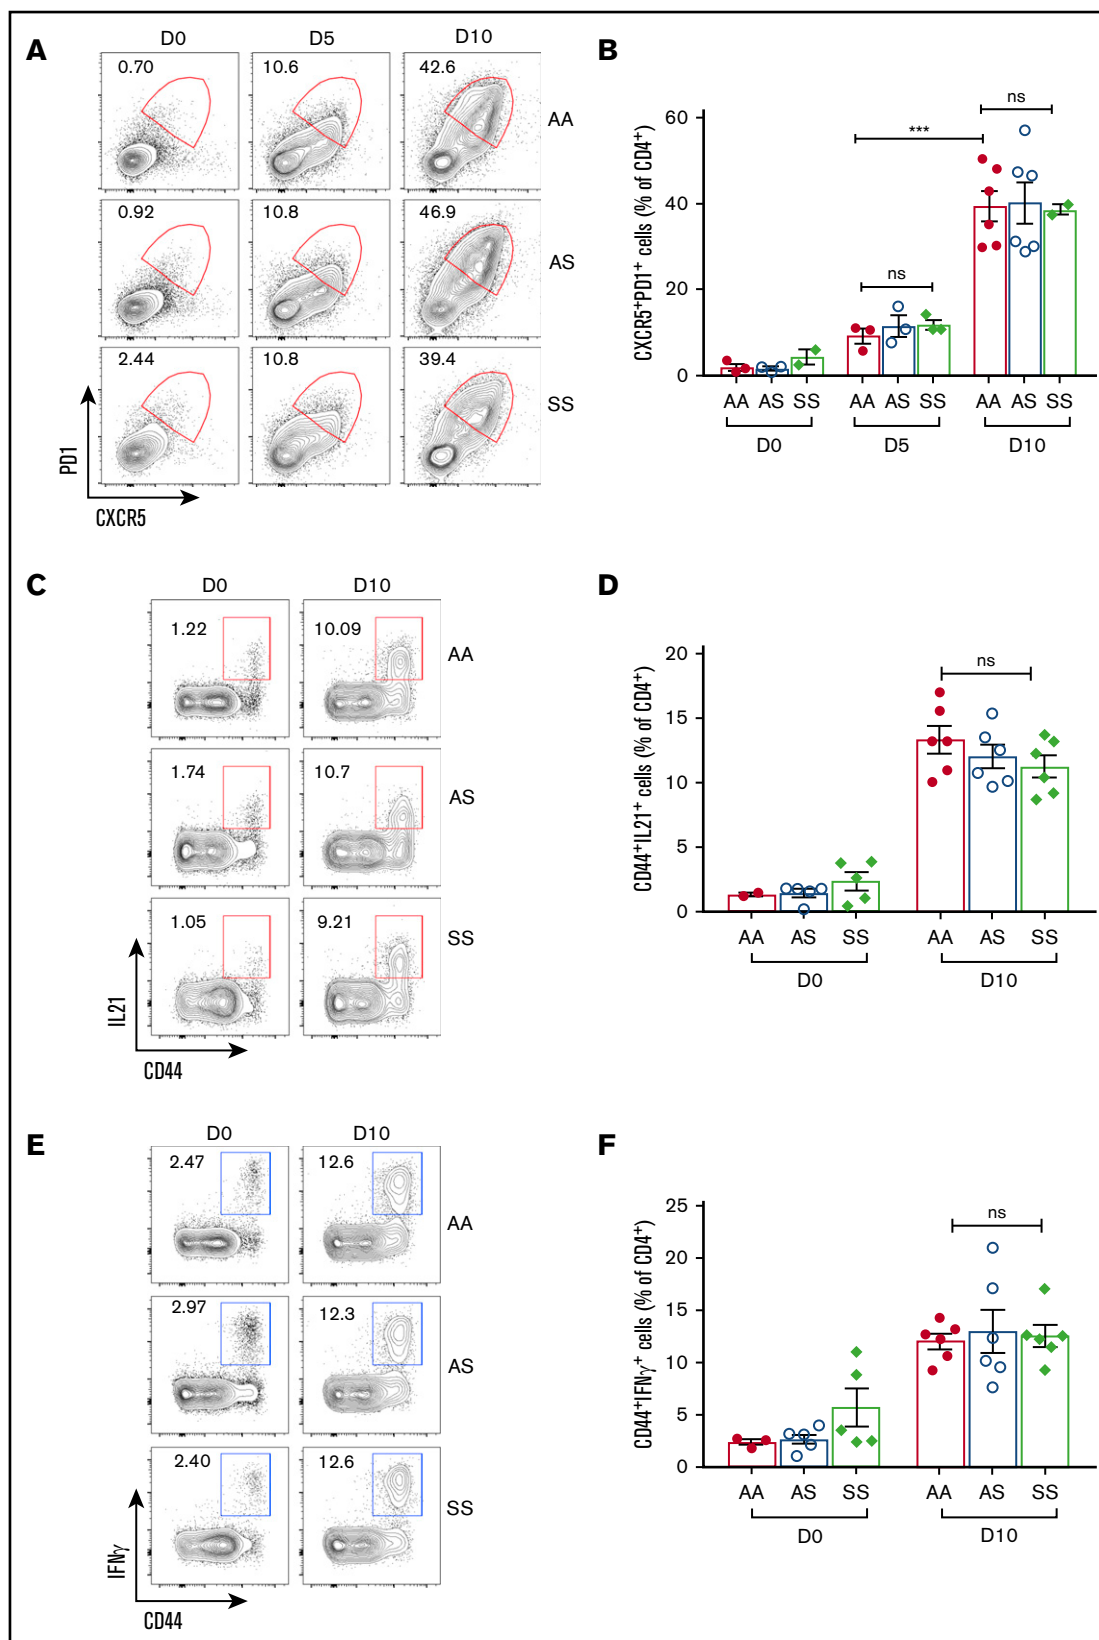 A
D0 D5 D10
0.70 10.6 42.6
AA
0.92 10.8 46.9
AS
2.44 10.8 39.4
SS
PD1
CXCR5
B
CXCR5+PD1+ cells (% of CD4+)
60
40
20
0
ns
***
ns
AA AS SS AA AS SS AA AS SS
D0 D5 D10
C
D0 D10
1.22 10.09
AA
1.74 10.7
AS
1.05 9.21
SS
IL21
CD44
D
CD44+IL21+ cells (% of CD4+)
20
15
10
5
0
ns
AA AS SS AA AS SS
D0 D10
E
D0 D10
2.47 12.6
AA
2.97 12.3
AS
2.40 12.6
SS
IFNγ
CD44
F
CD44+IFNγ+ cells (% of CD4+)
25
20
15
10
5
0
ns
AA AS SS AA AS SS
D0 D10